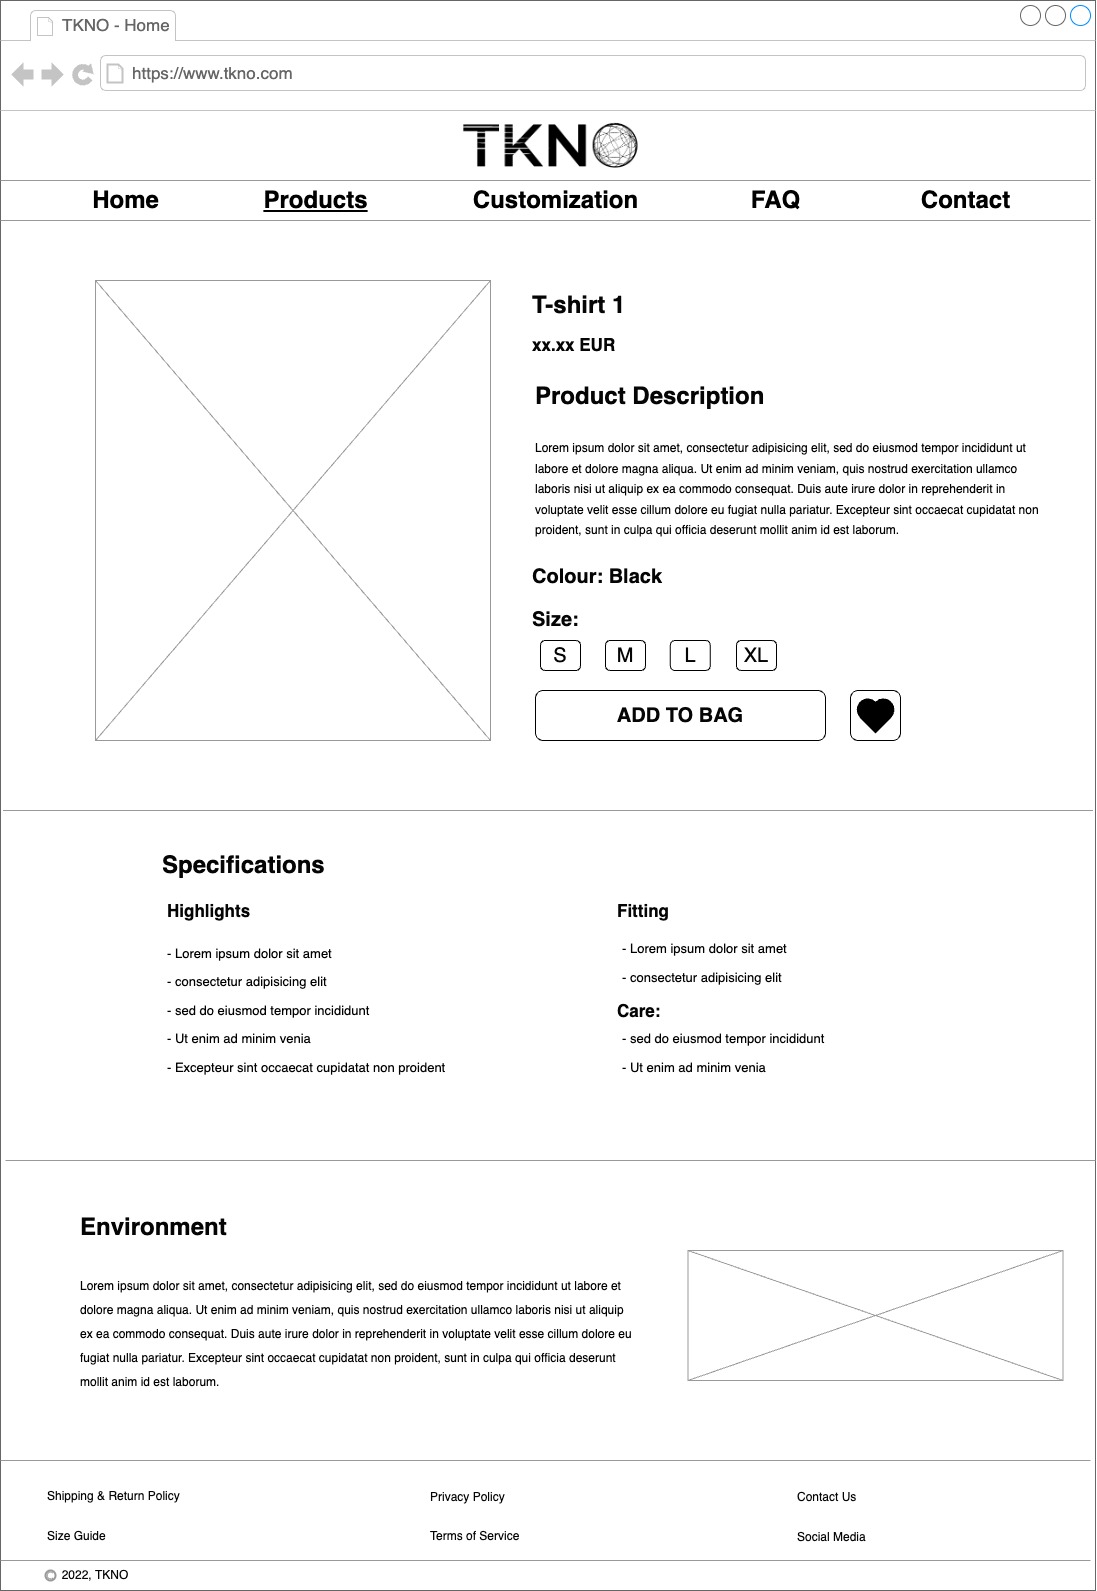 TKNO - Home
https://www.tkno.com
TKNO
Home Products Customization FAQ Contact
T-shirt 1
xx.xx EUR
Product Description
Lorem ipsum dolor sit amet, consectetur adipisicing elit, sed do eiusmod tempor incididunt ut
labore et dolore magna aliqua. Ut enim ad minim veniam, quis nostrud exercitation ullamco
laboris nisi ut aliquip ex ea commodo consequat. Duis aute irure dolor in reprehenderit in
voluptate velit esse cillum dolore eu fugiat nulla pariatur. Excepteur sint occaecat cupidatat non
proident, sunt in culpa qui officia deserunt mollit anim id est laborum.
Colour: Black
Size:
S M L XL
ADD TO BAG
Specifications
Highlights
- Lorem ipsum dolor sit amet
- consectetur adipisicing elit
- sed do eiusmod tempor incididunt
- Ut enim ad minim venia
- Excepteur sint occaecat cupidatat non proident
Fitting
- Lorem ipsum dolor sit amet
- consectetur adipisicing elit
Care:
- sed do eiusmod tempor incididunt
- Ut enim ad minim venia
Environment
Lorem ipsum dolor sit amet, consectetur adipisicing elit, sed do eiusmod tempor incididunt ut labore et
dolore magna aliqua. Ut enim ad minim veniam, quis nostrud exercitation ullamco laboris nisi ut aliquip
ex ea commodo consequat. Duis aute irure dolor in reprehenderit in voluptate velit esse cillum dolore eu
fugiat nulla pariatur. Excepteur sint occaecat cupidatat non proident, sunt in culpa qui officia deserunt
mollit anim id est laborum.
Shipping & Return Policy Privacy Policy Contact Us
Size Guide Terms of Service Social Media
© 2022, TKNO